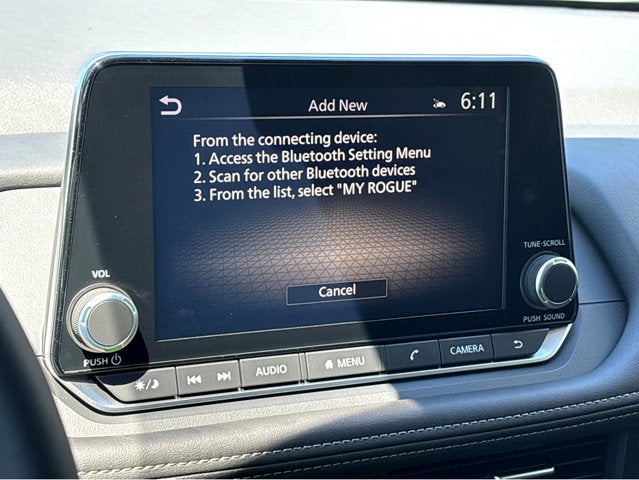 Add New
6:11
From the connecting device:
1. Access the Bluetooth Setting Menu
2. Scan for other Bluetooth devices
3. From the list, select "MY ROGUE"
Cancel
VOL
PUSH
TUNE·SCROLL
PUSH SOUND
AUDIO
MENU
CAMERA